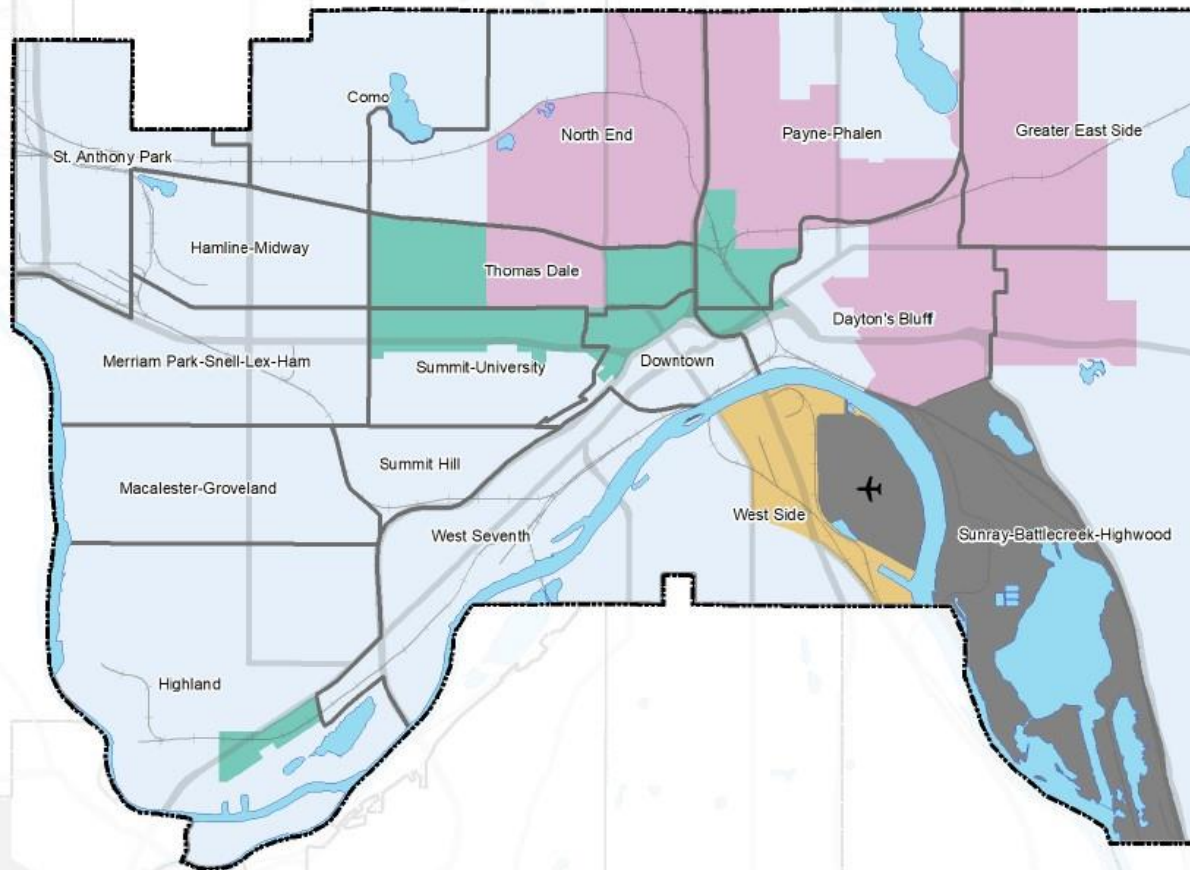 Como
North End
Payne-Phalen
Greater East Side
St. Anthony Park
Hamline-Midway
Thomas Dale
Dayton's Bluff
Merriam Park-Snell-Lex-Ham
Summit-University
Downtown
Summit Hill
Macalester-Groveland
West Side
West Seventh
Sunray-Battlecreek-Highwood
Highland